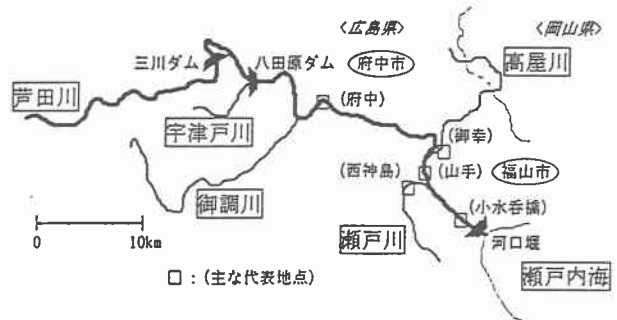 〈広島県〉
〈岡山県〉
三川ダム
八田原ダム
府中市
高屋川
芦田川
(府中)
宇津戸川
(御幸)
(西神島)
(山手)
福山市
御調川
(小水呑橋)
0 10km
瀬戸川
河口堰
瀬戸内海
□:(主な代表地点)